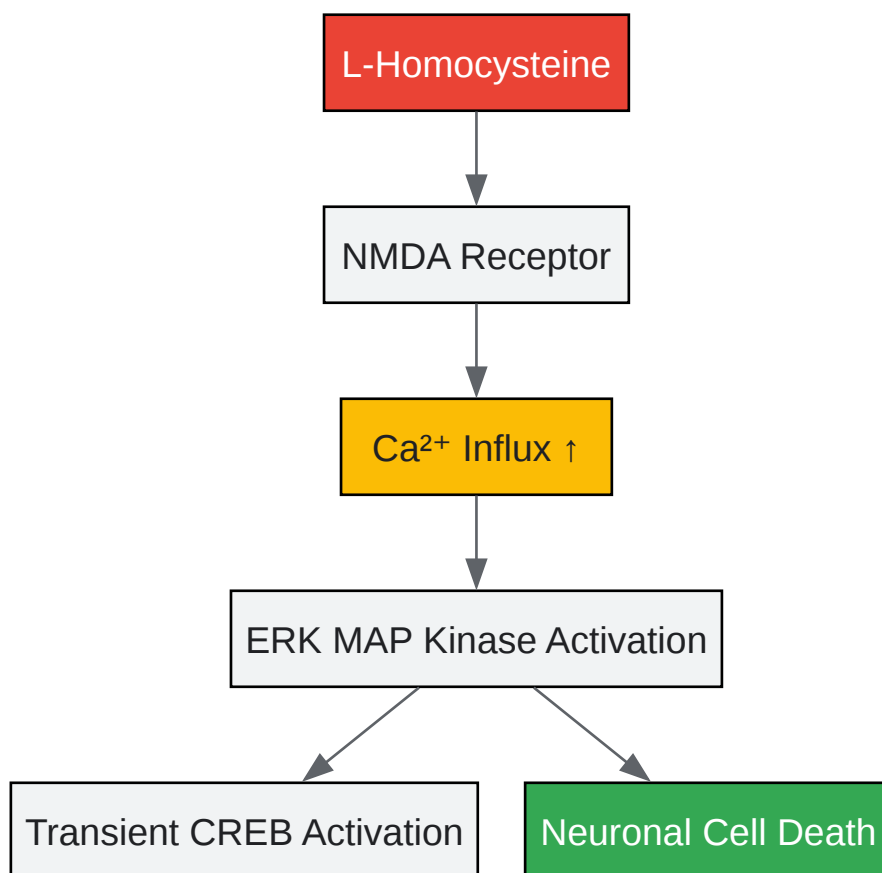 L-Homocysteine
NMDA Receptor
Ca²⁺ Influx ↑
ERK MAP Kinase Activation
Transient CREB Activation
Neuronal Cell Death